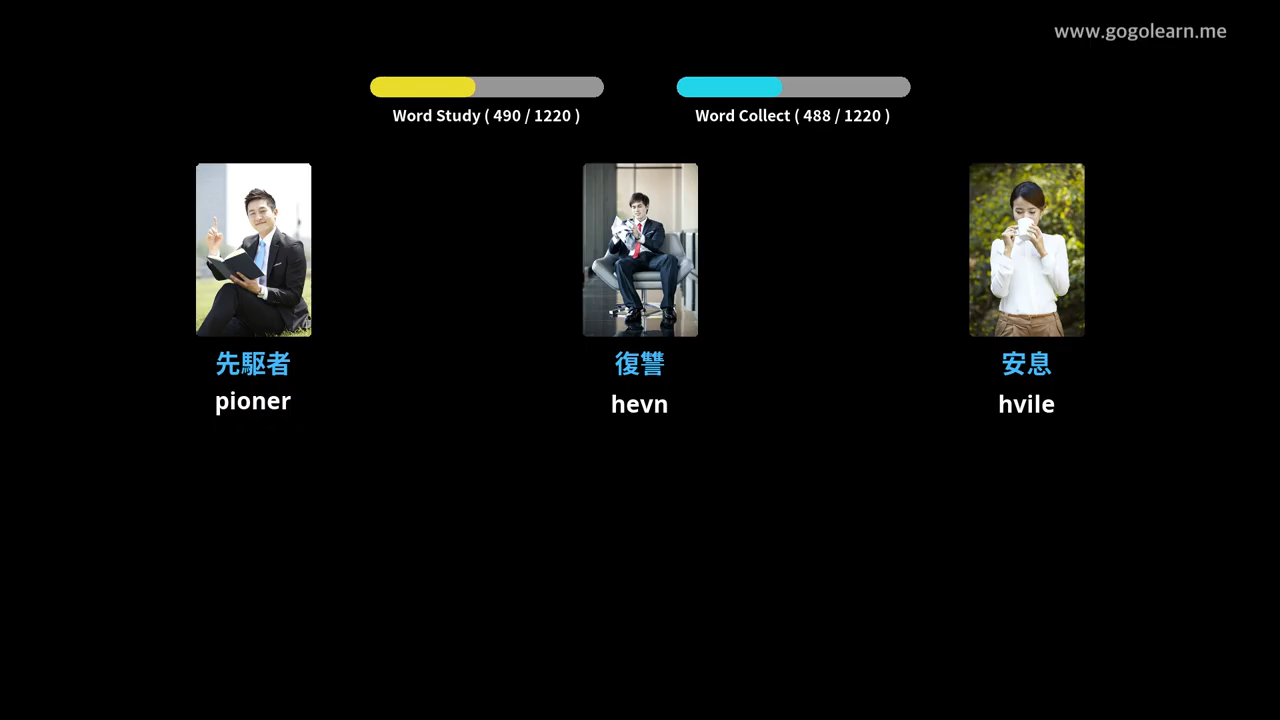 www.gogolearn.me
Word Study ( 490 / 1220 )
Word Collect ( 488 / 1220 )
先駆者
pioner
復讐
hevn
安息
hvile